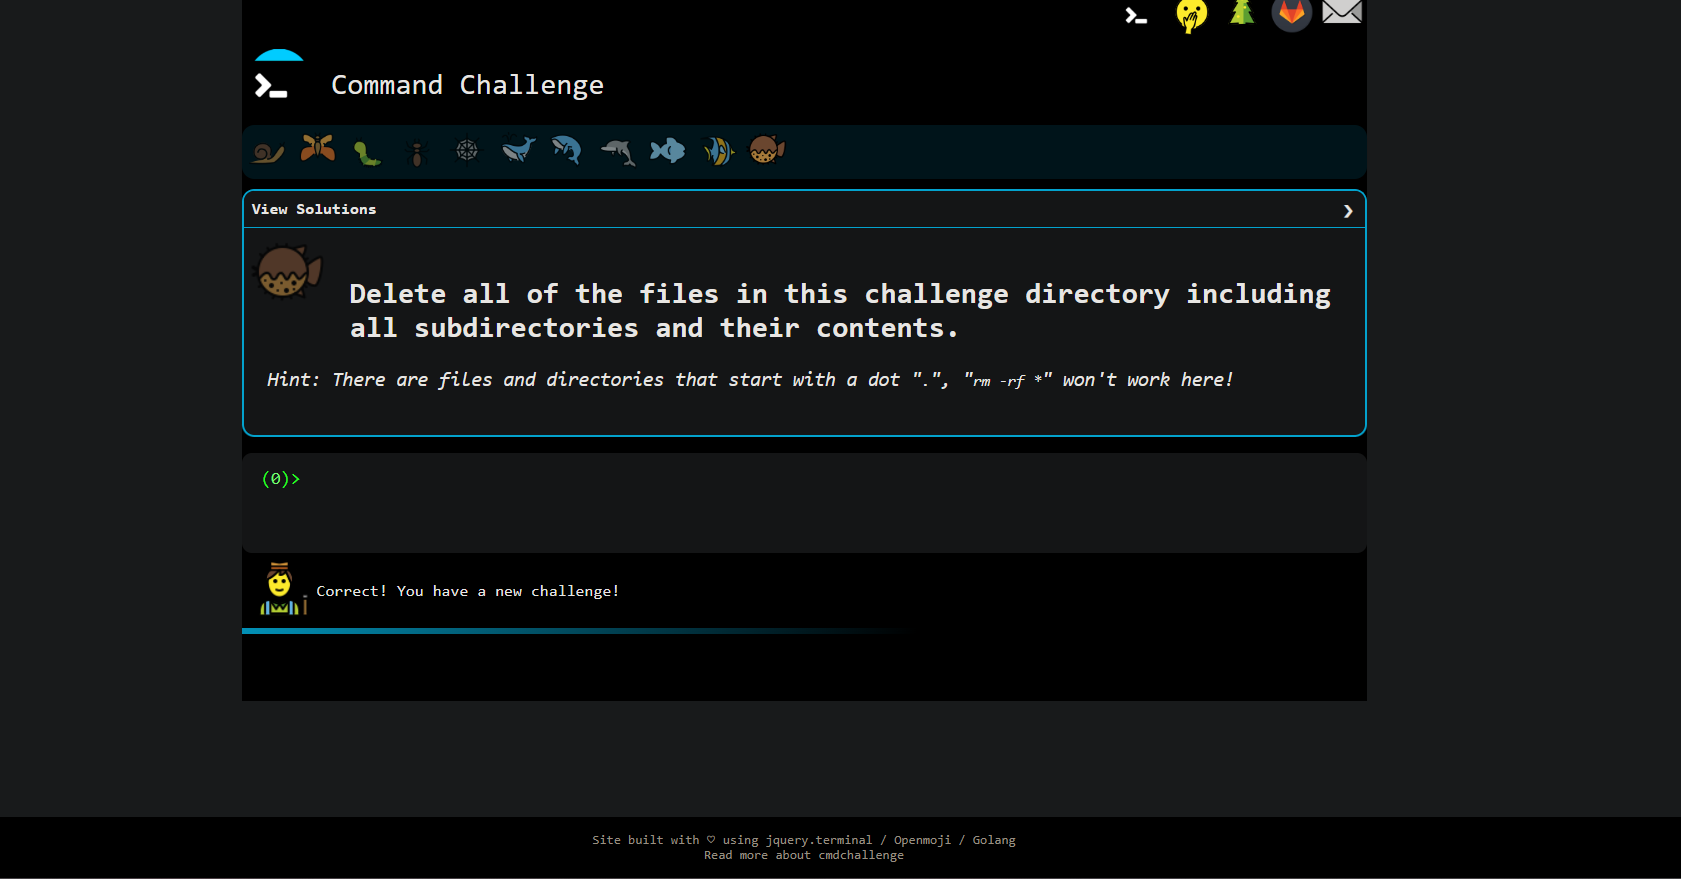 Command Challenge
View Solutions
Delete all of the files in this challenge directory including
all subdirectories and their contents.
Hint: There are files and directories that start with a dot ".", "rm -rf *" won't work here!
(0)>
Correct! You have a new challenge!
Site built with ♡ using jquery.terminal / Openmoji / Golang
Read more about cmdchallenge